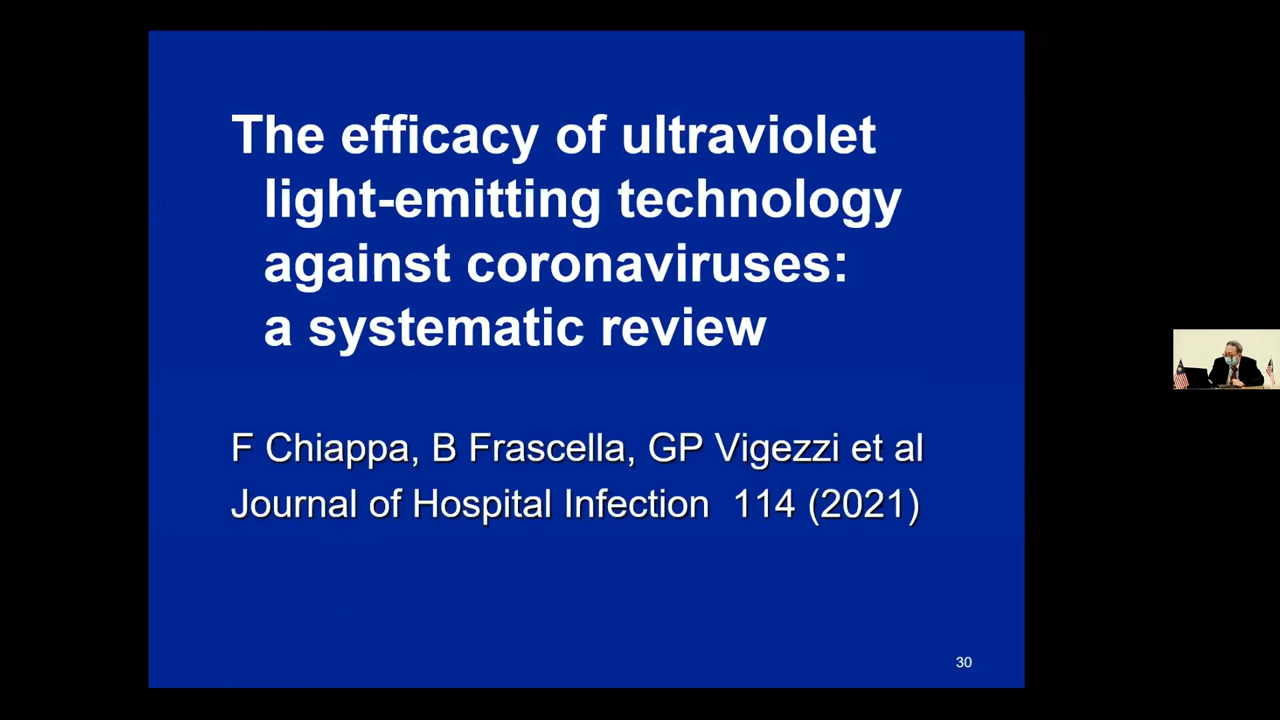 The efficacy of ultraviolet
light-emitting technology
against coronaviruses:
a systematic review
F Chiappa, B Frascella, GP Vigezzi et al
Journal of Hospital Infection 114 (2021)
30